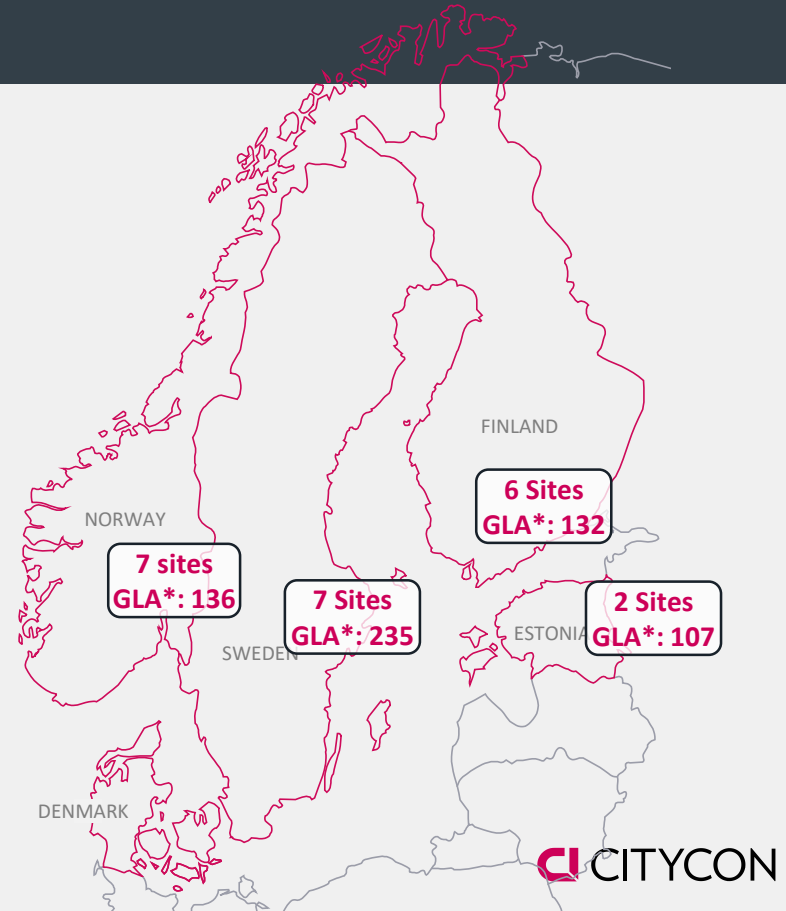 FINLAND
6 Sites
GLA*: 132
NORWAY
7 sites
GLA*: 136
7 Sites
GLA*: 235
SWEDEN
2 Sites
GLA*: 107
ESTONIA
DENMARK
CITYCON